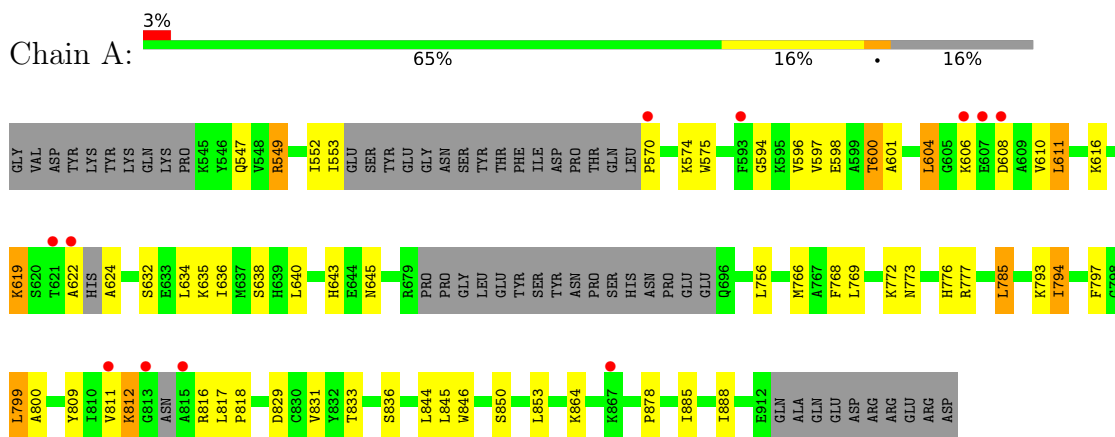 3%
Chain A:
65% 16% • 16%
GLY VAL ASP TYR LYS TYR LYS GLN LYS PRO K545 Y546 Q547 V548 R549 I552 I553 GLU SER TYR GLU GLY ASN SER TYR THR PHE ILE ASP PRO THR GLN LEU P570 K574 W575 F593 G594 K595 V596 V597 E598 A599 T600 A601 L604 G605 K606 E607 D608 A609 V610 L611 K616
K619 S620 T621 A622 HIS A624 S632 E633 L634 K635 I636 M637 S638 H639 L640 H643 E644 N645 R679 PRO PRO GLY LEU GLU TYR SER TYR ASN PRO SER HIS ASN PRO GLU GLU Q696 L756 M766 A767 F768 L769 K772 N773 H776 R777 L785 K793 I794 F797 C798
L799 A800 Y809 I810 V811 K812 G813 ASN A815 R816 L817 P818 D829 C830 V831 Y832 T833 S836 L844 L845 W846 S850 L853 K864 K867 P878 I885 I888 E912 GLN ALA GLN GLU ASP ARG ARG GLU ARG ASP